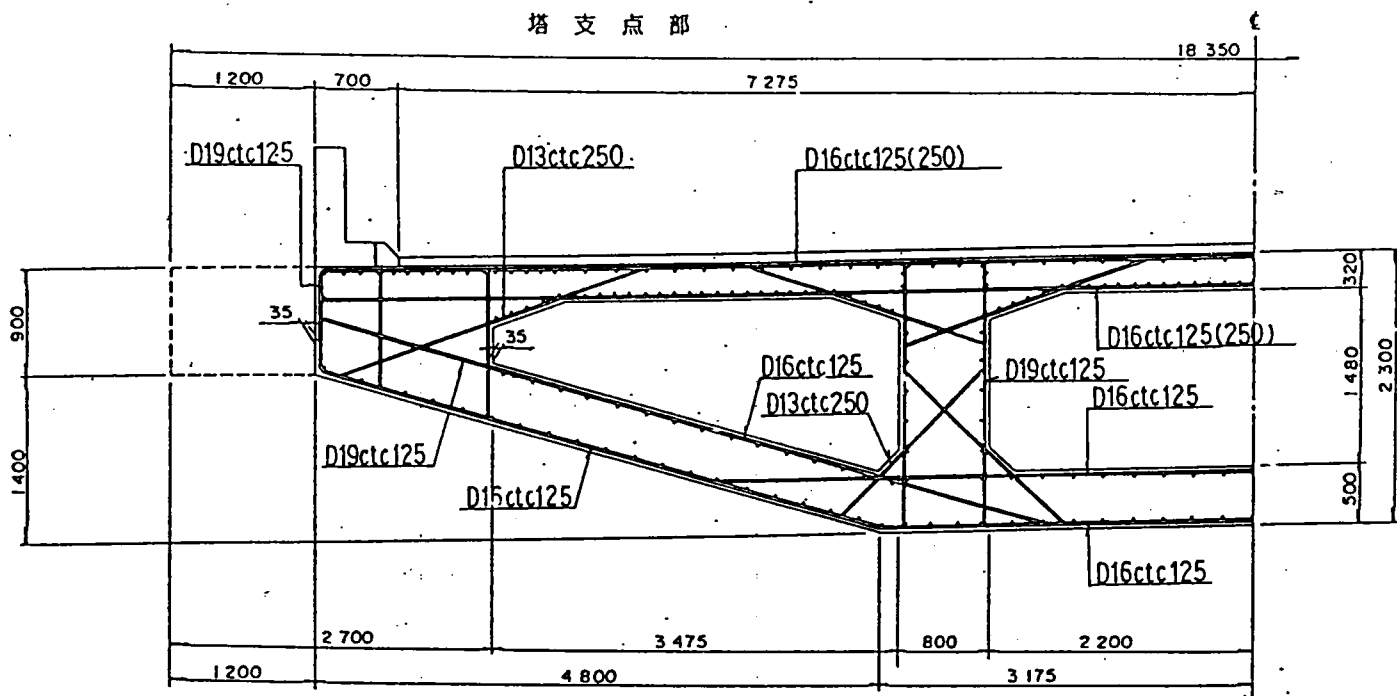 塔支点部
℄
18 350
1 200 700 7 275
D19ctc125 D13ctc250 D16ctc125(250)
900
1 400
35
35
320
1 480
500
2 300
D16ctc125(250)
D16ctc125 D19ctc125
D13ctc250 D16ctc125
D19ctc125
D16ctc125
D16ctc125
2 700 3 475 800 2 200
1 200 4 800 3 175